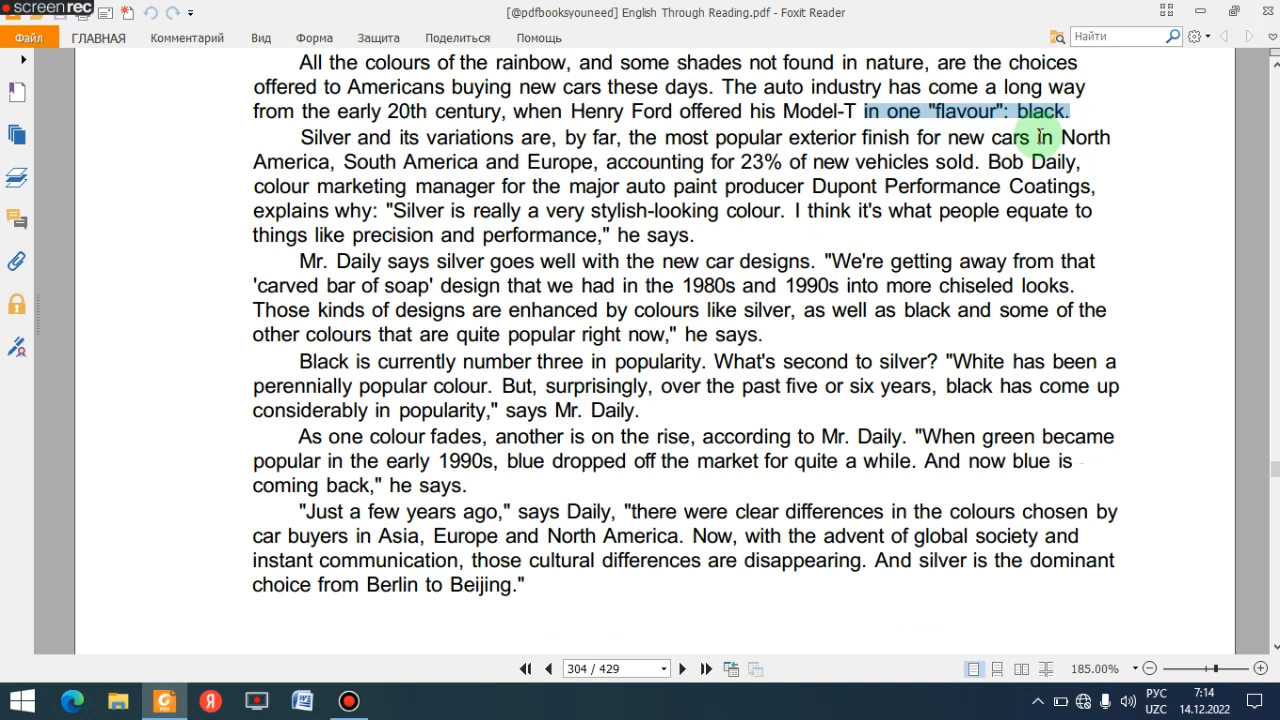 screenrec
[@pdfbooksyouneed] English Through Reading.pdf - Foxit Reader
Файл ГЛАВНАЯ Комментарий Вид Форма Защита Поделиться Помощь Найти
All the colours of the rainbow, and some shades not found in nature, are the choices
offered to Americans buying new cars these days. The auto industry has come a long way
from the early 20th century, when Henry Ford offered his Model-T in one "flavour": black.
Silver and its variations are, by far, the most popular exterior finish for new cars in North
America, South America and Europe, accounting for 23% of new vehicles sold. Bob Daily,
colour marketing manager for the major auto paint producer Dupont Performance Coatings,
explains why: "Silver is really a very stylish-looking colour. I think it's what people equate to
things like precision and performance," he says.
Mr. Daily says silver goes well with the new car designs. "We're getting away from that
'carved bar of soap' design that we had in the 1980s and 1990s into more chiseled looks.
Those kinds of designs are enhanced by colours like silver, as well as black and some of the
other colours that are quite popular right now," he says.
Black is currently number three in popularity. What's second to silver? "White has been a
perennially popular colour. But, surprisingly, over the past five or six years, black has come up
considerably in popularity," says Mr. Daily.
As one colour fades, another is on the rise, according to Mr. Daily. "When green became
popular in the early 1990s, blue dropped off the market for quite a while. And now blue is
coming back," he says.
"Just a few years ago," says Daily, "there were clear differences in the colours chosen by
car buyers in Asia, Europe and North America. Now, with the advent of global society and
instant communication, those cultural differences are disappearing. And silver is the dominant
choice from Berlin to Beijing."
304 / 429 185.00%
РУС 7:14
UZC 14.12.2022